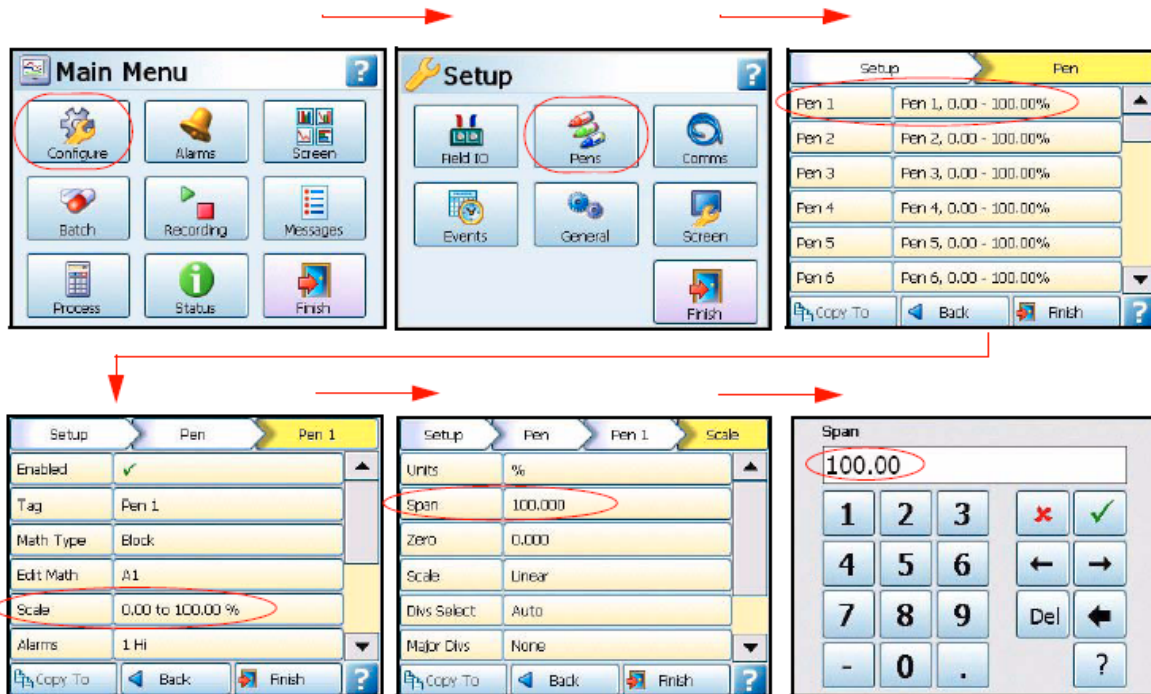 Main Menu ?
Configure Alarms Screen
Batch Recording Messages
Process Status Finish
Setup ?
Field IO Pens Comms
Events General Screen
Finish
Setup Pen
Pen 1 Pen 1, 0.00 - 100.00%
Pen 2 Pen 2, 0.00 - 100.00%
Pen 3 Pen 3, 0.00 - 100.00%
Pen 4 Pen 4, 0.00 - 100.00%
Pen 5 Pen 5, 0.00 - 100.00%
Pen 6 Pen 6, 0.00 - 100.00%
Copy To Back Finish ?
Setup Pen Pen 1
Enabled
Tag Pen 1
Math Type Block
Edit Math A1
Scale 0.00 to 100.00 %
Alarms 1 Hi
Copy To Back Finish ?
Setup Pen Pen 1 Scale
Units %
Span 100.000
Zero 0.000
Scale Linear
Divs Select Auto
Major Divs None
Copy To Back Finish ?
Span
100.00
1 2 3
4 5 6
7 8 9 Del
- 0 . ?